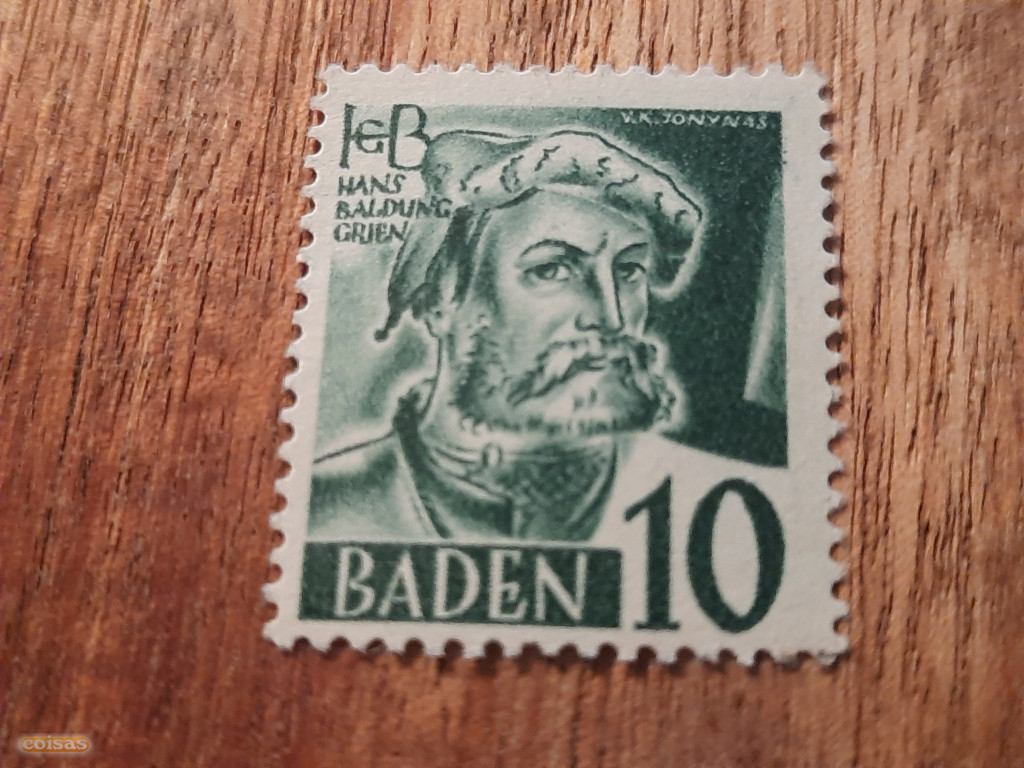 HGB
V.K. JONYNAS
HANS
BALDUNG
GRIEN
BADEN
10
coisas